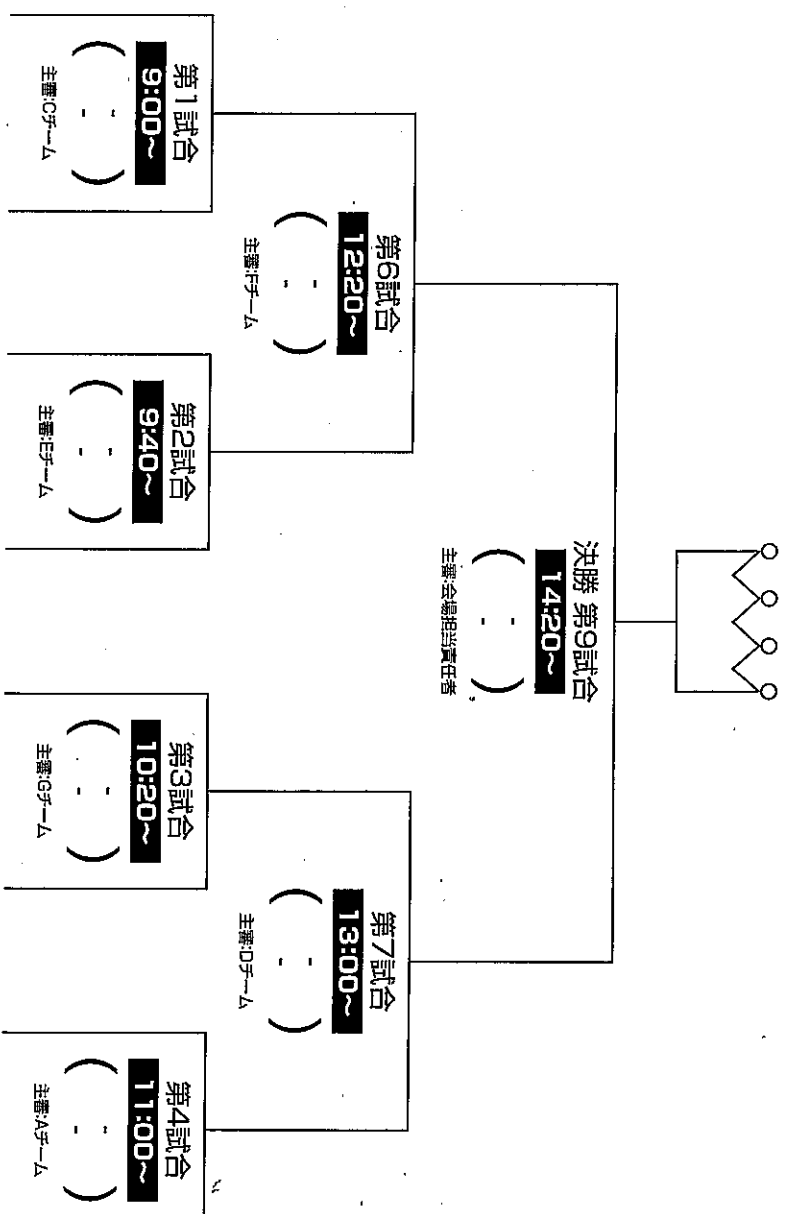 決勝 第9試合
14:20~
( - - )
主審:会場担当責任者
第6試合
12:20~
( - - )
主審:Fチーム
第7試合
13:00~
( - - )
主審:Dチーム
第1試合
9:00~
( - - )
主審:Cチーム
第2試合
9:40~
( - - )
主審:Eチーム
第3試合
10:20~
( - - )
主審:Gチーム
第4試合
11:00~
( - - )
主審:Aチーム